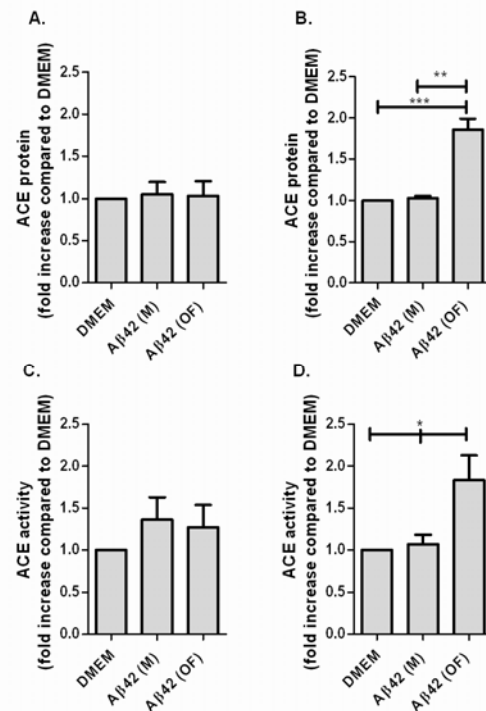 A.
ACE protein
(fold increase compared to DMEM)
2.5
2.0
1.5
1.0
0.5
0.0
DMEM
Aβ42 (M)
Aβ42 (OF)
B.
ACE protein
(fold increase compared to DMEM)
2.5
2.0
1.5
1.0
0.5
0.0
**
***
DMEM
Aβ42 (M)
Aβ42 (OF)
C.
ACE activity
(fold increase compared to DMEM)
2.5
2.0
1.5
1.0
0.5
0.0
DMEM
Aβ42 (M)
Aβ42 (OF)
D.
ACE activity
(fold increase compared to DMEM)
2.5
2.0
1.5
1.0
0.5
0.0
*
DMEM
Aβ42 (M)
Aβ42 (OF)